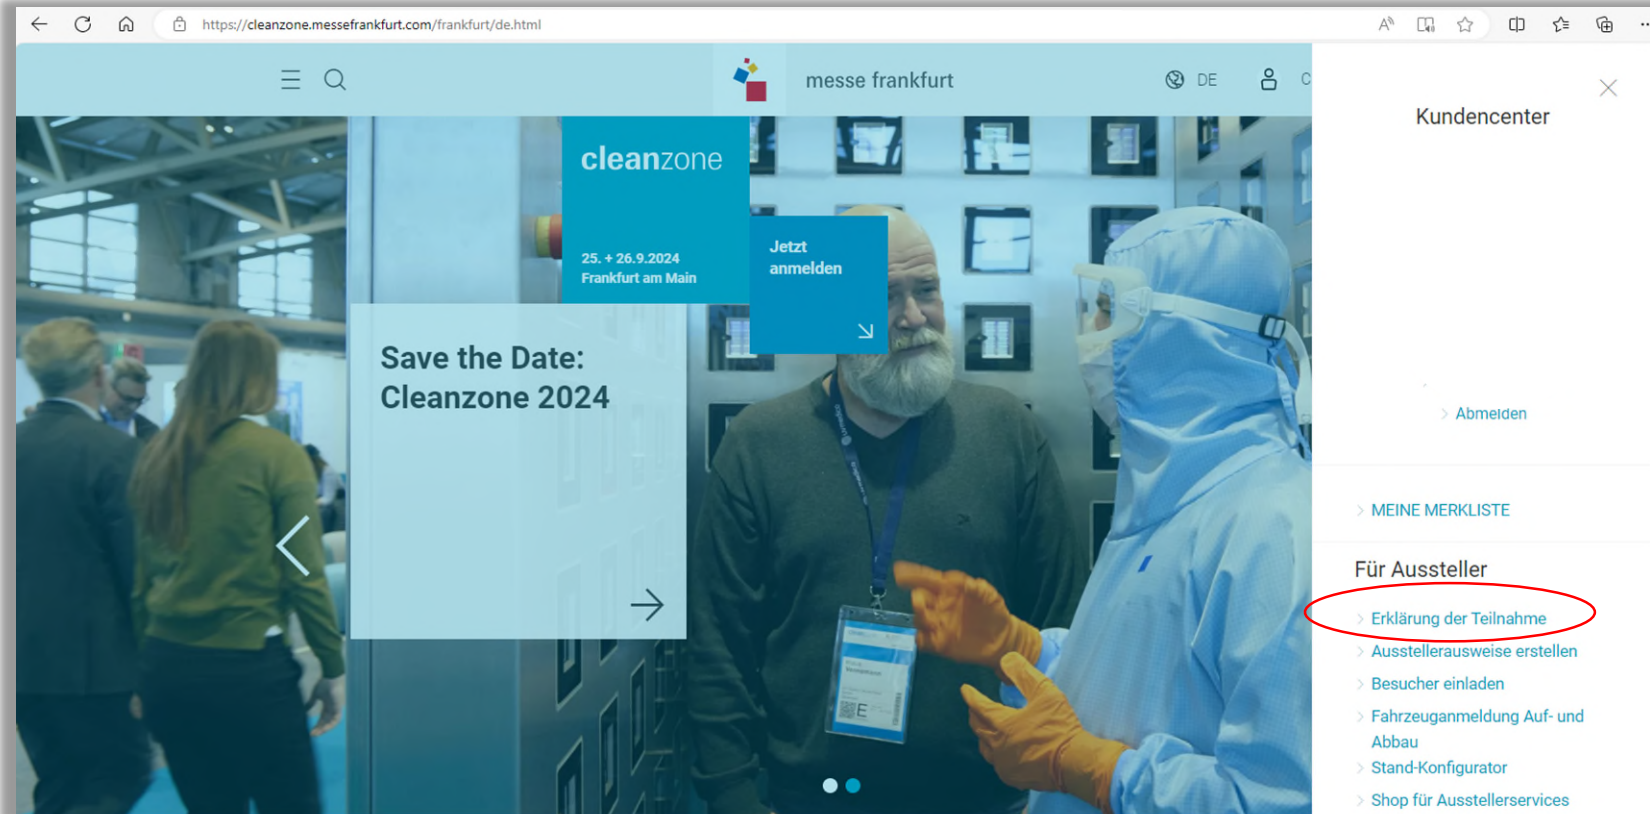 https://cleanzone.messefrankfurt.com/frankfurt/de.html
messe frankfurt
DE
C
Kundencenter
cleanzone
25. + 26.9.2024
Frankfurt am Main
Jetzt
anmelden
Save the Date:
Cleanzone 2024
Abmelden
MEINE MERKLISTE
Für Aussteller
Erklärung der Teilnahme
Ausstellerausweise erstellen
Besucher einladen
Fahrzeuganmeldung Auf- und
Abbau
Stand-Konfigurator
Shop für Ausstellerservices